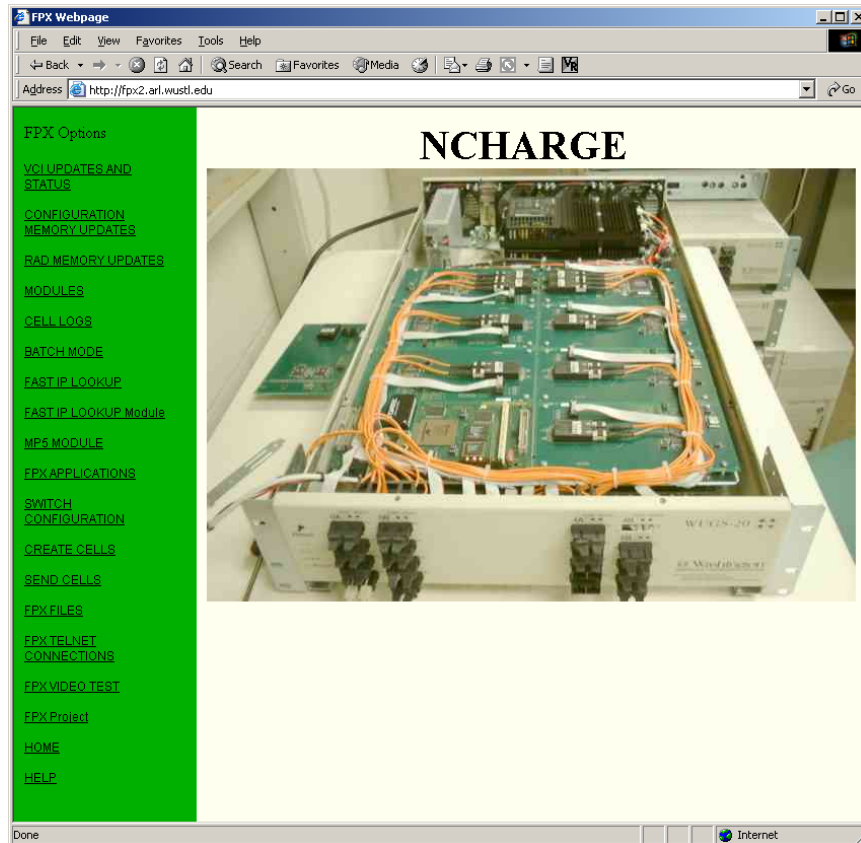 FPX Webpage
File Edit View Favorites Tools Help
Back Search Favorites Media
Address http://fpx2.arl.wustl.edu Go
FPX Options
VCI UPDATES AND
STATUS
CONFIGURATION
MEMORY UPDATES
RAD MEMORY UPDATES
MODULES
CELL LOGS
BATCH MODE
FAST IP LOOKUP
FAST IP LOOKUP Module
MP5 MODULE
FPX APPLICATIONS
SWITCH
CONFIGURATION
CREATE CELLS
SEND CELLS
FPX FILES
FPX TELNET
CONNECTIONS
FPX VIDEO TEST
FPX Project
HOME
HELP
NCHARGE
WUGS-20
Washington
Done Internet